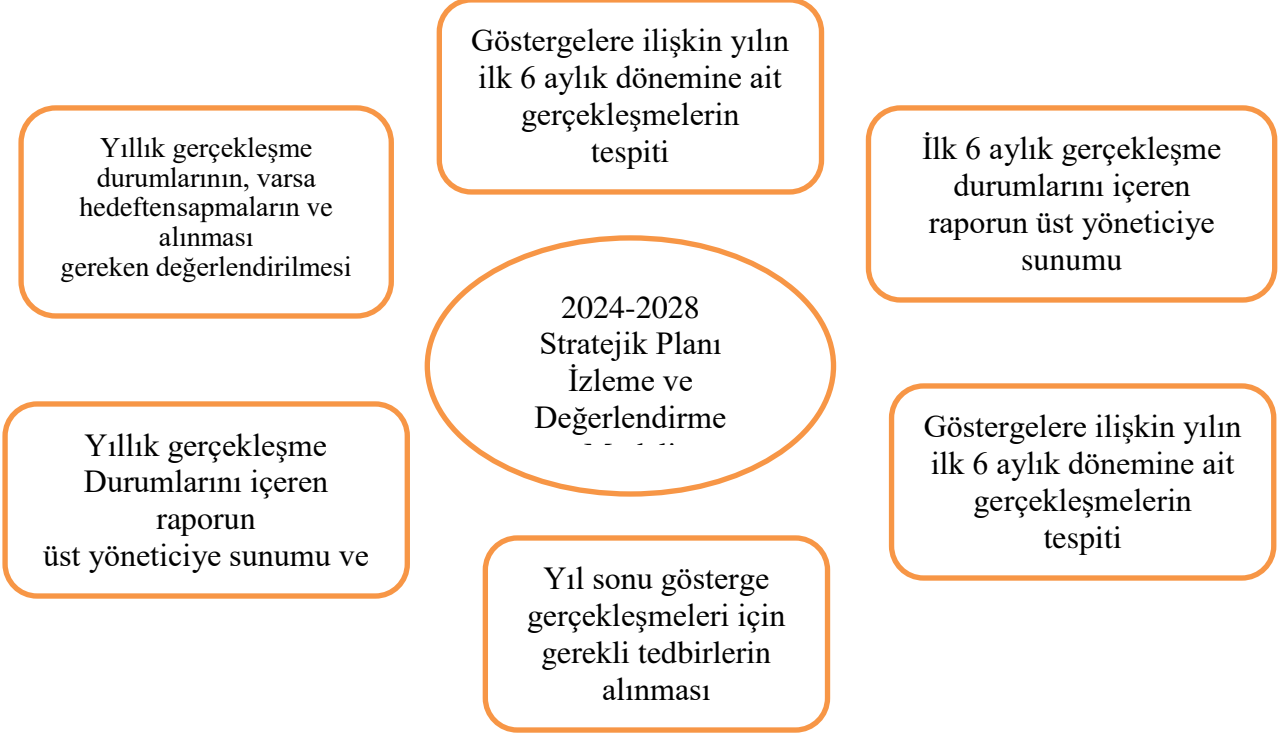 Göstergelere ilişkin yılın
ilk 6 aylık dönemine ait
gerçekleşmelerin
tespiti
Yıllık gerçekleşme
durumlarının, varsa
hedeftensapmaların ve
alınması
gereken değerlendirilmesi
İlk 6 aylık gerçekleşme
durumlarını içeren
raporun üst yöneticiye
sunumu
2024-2028
Stratejik Planı
İzleme ve
Değerlendirme
Yıllık gerçekleşme
Durumlarını içeren
raporun
üst yöneticiye sunumu ve
Göstergelere ilişkin yılın
ilk 6 aylık dönemine ait
gerçekleşmelerin
tespiti
Yıl sonu gösterge
gerçekleşmeleri için
gerekli tedbirlerin
alınması